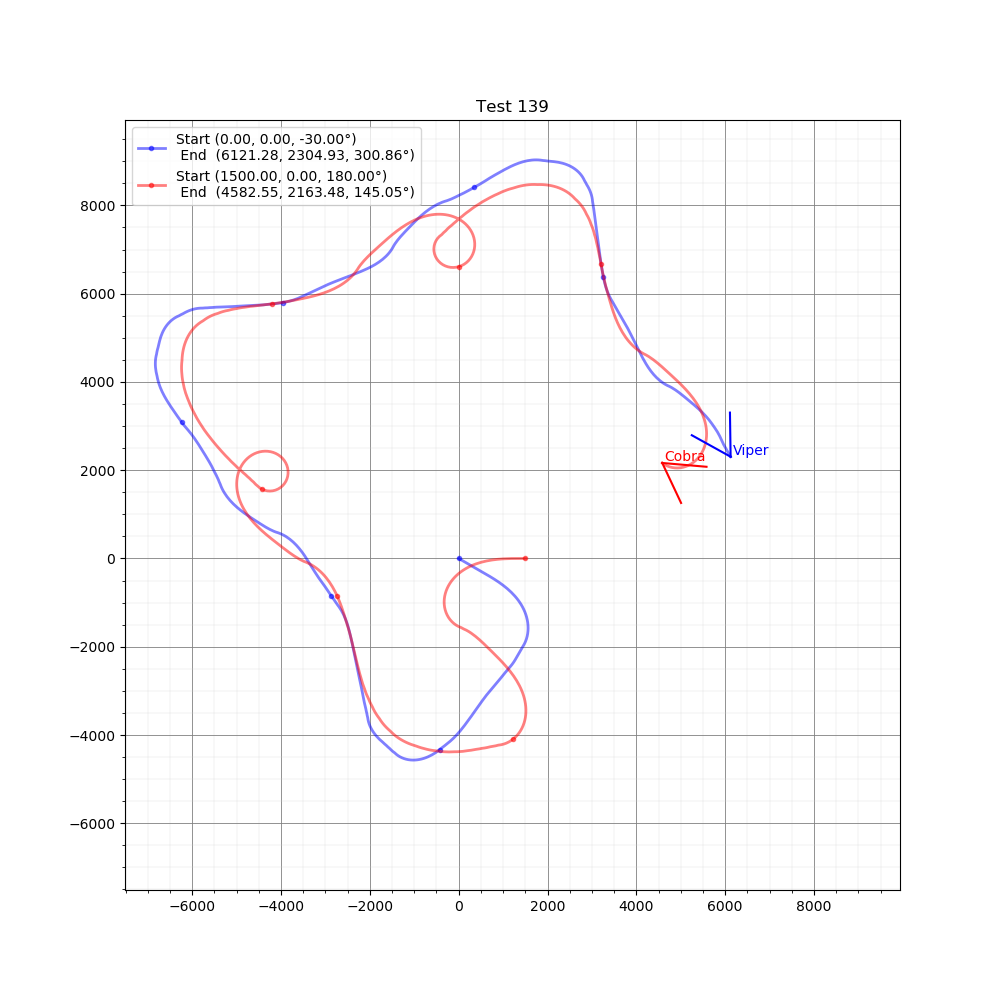 Test 139
Start (0.00, 0.00, -30.00°)
End (6121.28, 2304.93, 300.86°)
Start (1500.00, 0.00, 180.00°)
End (4582.55, 2163.48, 145.05°)
8000
6000
4000
2000
0
−2000
−4000
−6000
Viper
Cobra
−6000 −4000 −2000 0 2000 4000 6000 8000